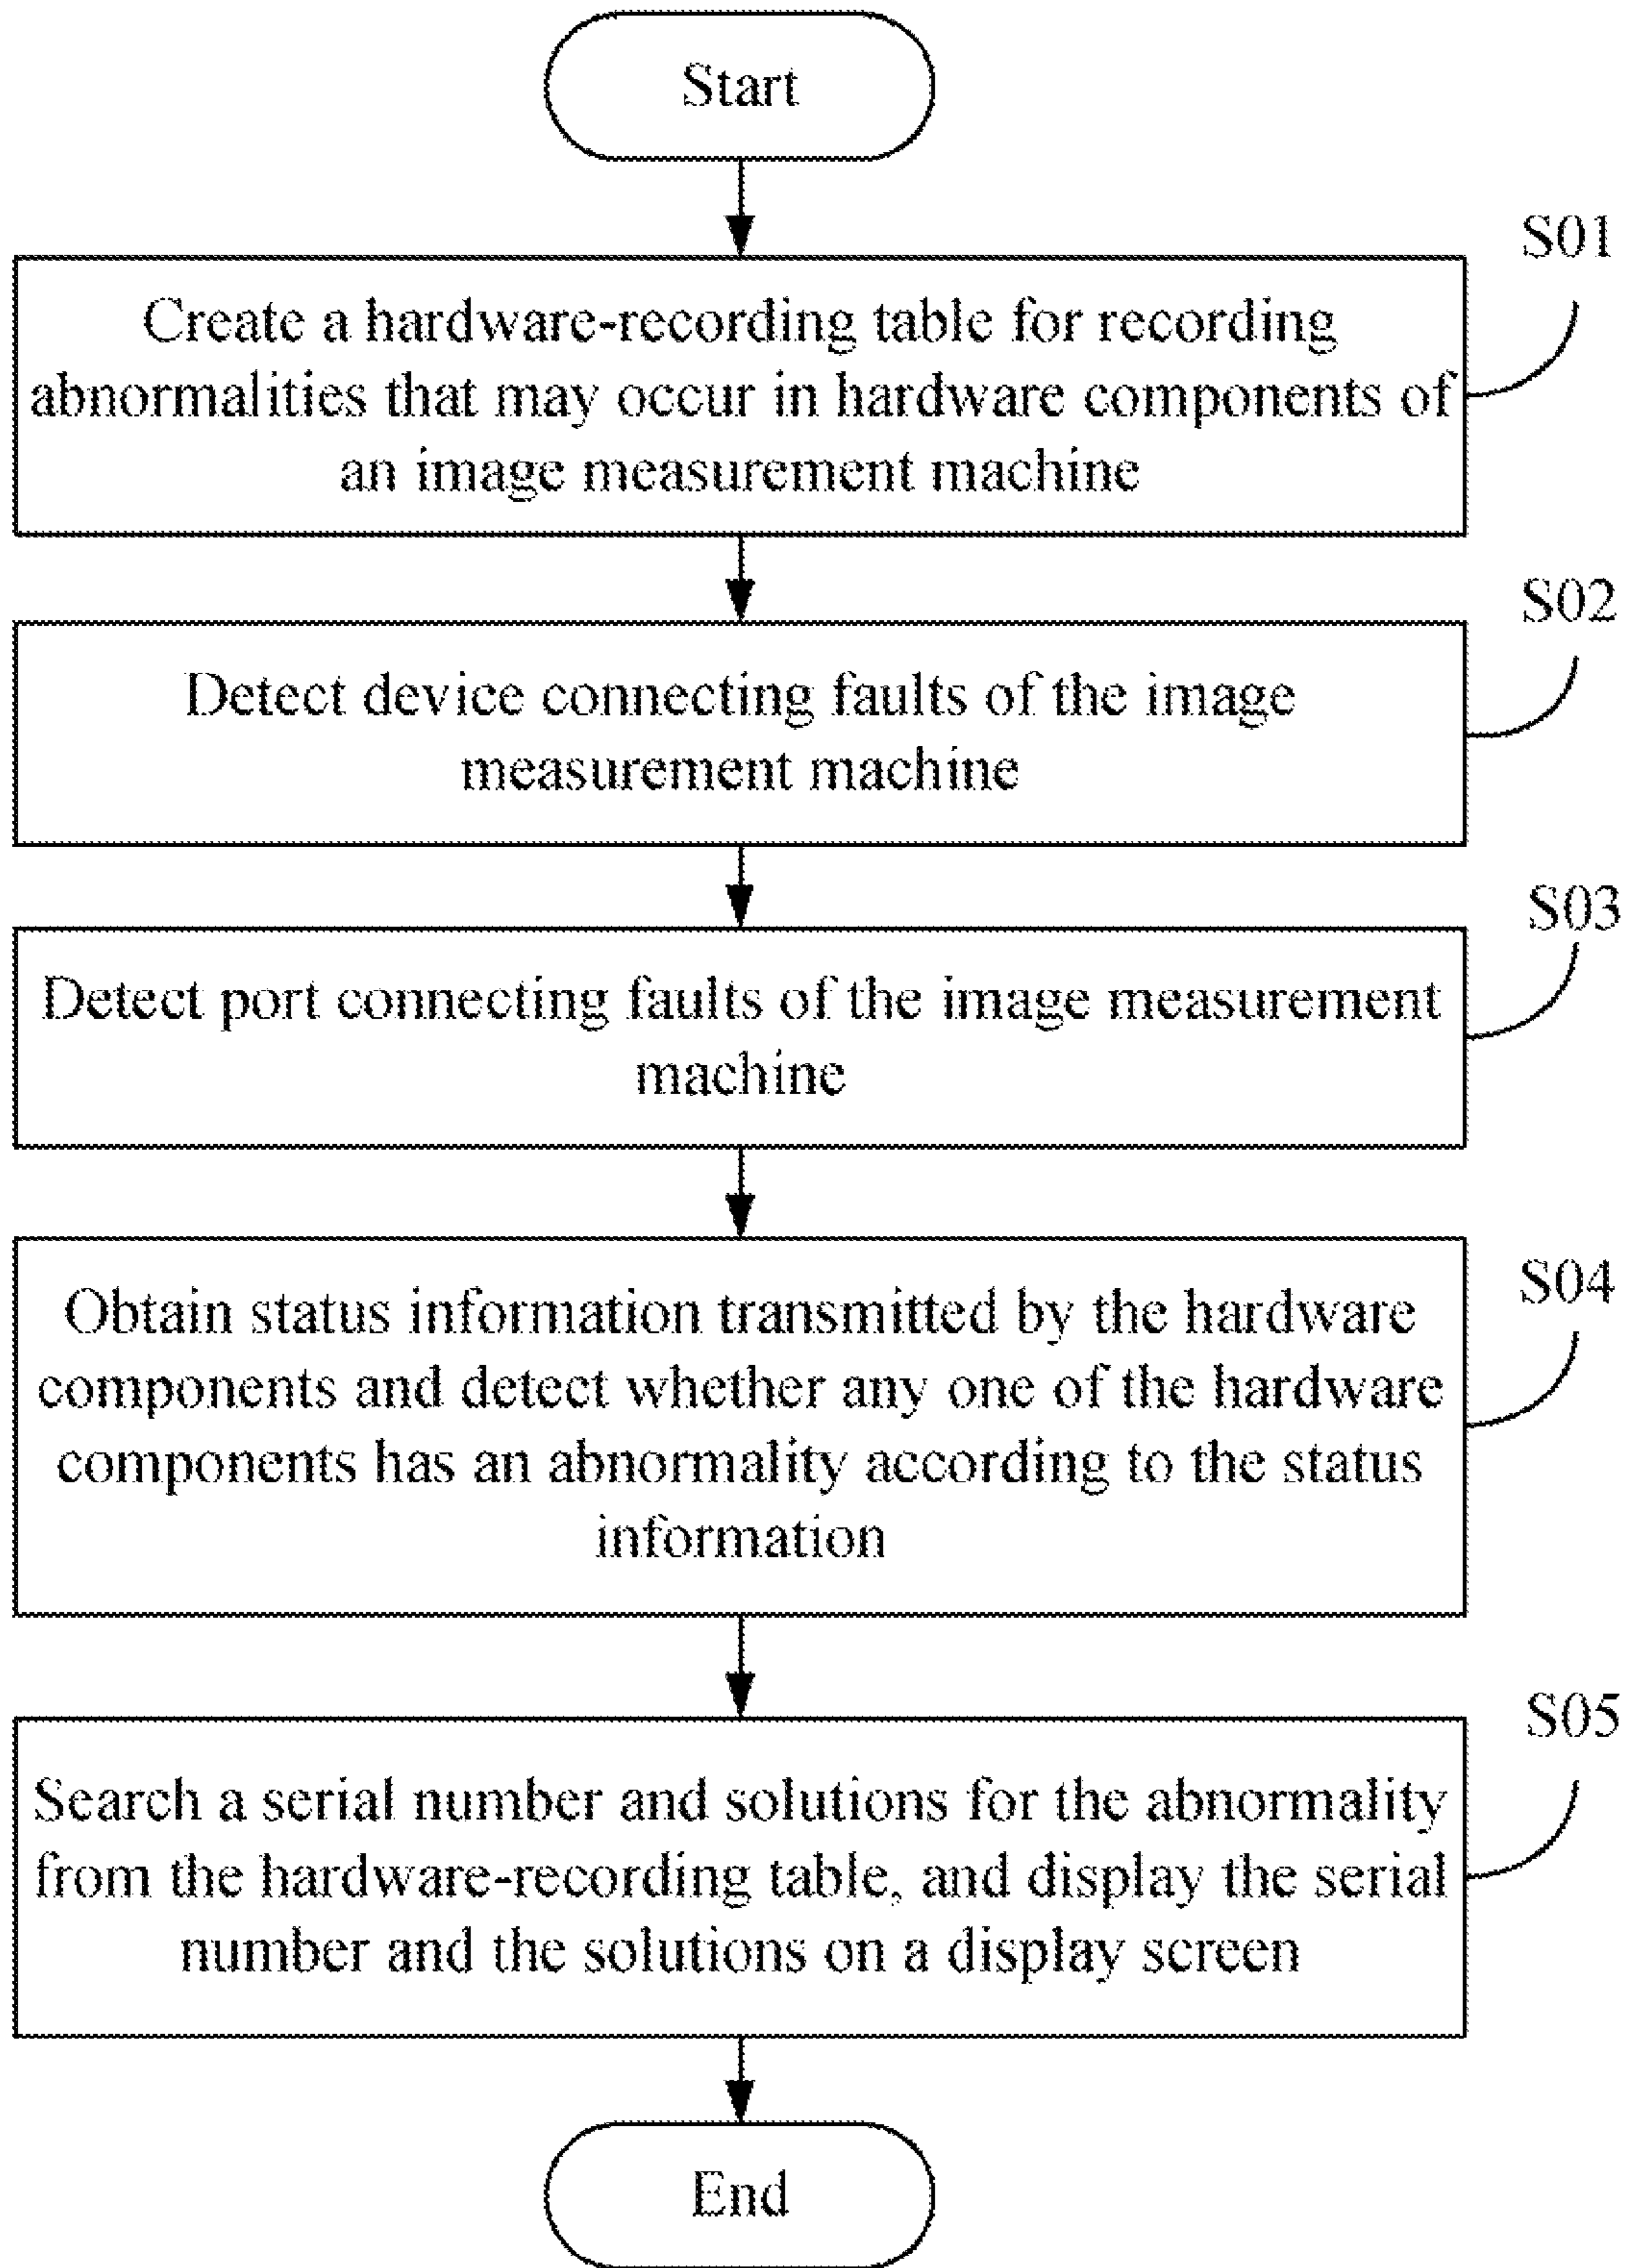 Start
S01
Create a hardware-recording table for recording
abnormalities that may occur in hardware components of
an image measurement machine
S02
Detect device connecting faults of the image
measurement machine
S03
Detect port connecting faults of the image measurement
machine
S04
Obtain status information transmitted by the hardware
components and detect whether any one of the hardware
components has an abnormality according to the status
information
S05
Search a serial number and solutions for the abnormality
from the hardware-recording table, and display the serial
number and the solutions on a display screen
End